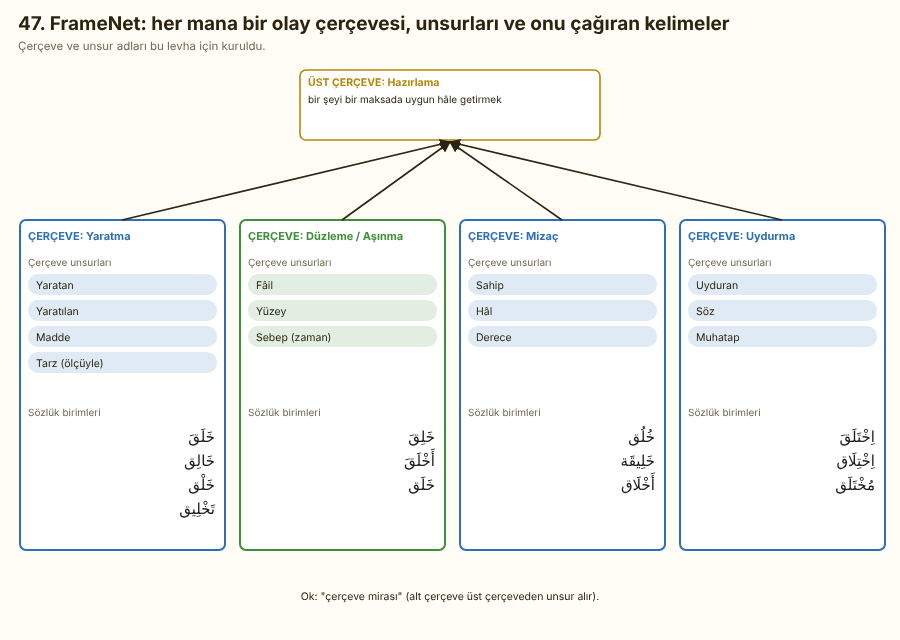 47. FrameNet: her mana bir olay çerçevesi, unsurları ve onu çağıran kelimeler
Çerçeve ve unsur adları bu levha için kuruldu.
ÜST ÇERÇEVE: Hazırlama
bir şeyi bir maksada uygun hâle getirmek
ÇERÇEVE: Yaratma
Çerçeve unsurları
Yaratan
Yaratılan
Madde
Tarz (ölçüyle)
Sözlük birimleri
خَلَقَ
خَالِق
خَلْق
تَخْلِيق
ÇERÇEVE: Düzleme / Aşınma
Çerçeve unsurları
Fâil
Yüzey
Sebep (zaman)
Sözlük birimleri
خَلِقَ
أَخْلَقَ
خَلَق
ÇERÇEVE: Mizaç
Çerçeve unsurları
Sahip
Hâl
Derece
Sözlük birimleri
خُلُق
خَلِيقَة
أَخْلَاق
ÇERÇEVE: Uydurma
Çerçeve unsurları
Uyduran
Söz
Muhatap
Sözlük birimleri
اِخْتَلَقَ
اِخْتِلَاق
مُخْتَلَق
Ok: "çerçeve mirası" (alt çerçeve üst çerçeveden unsur alır).